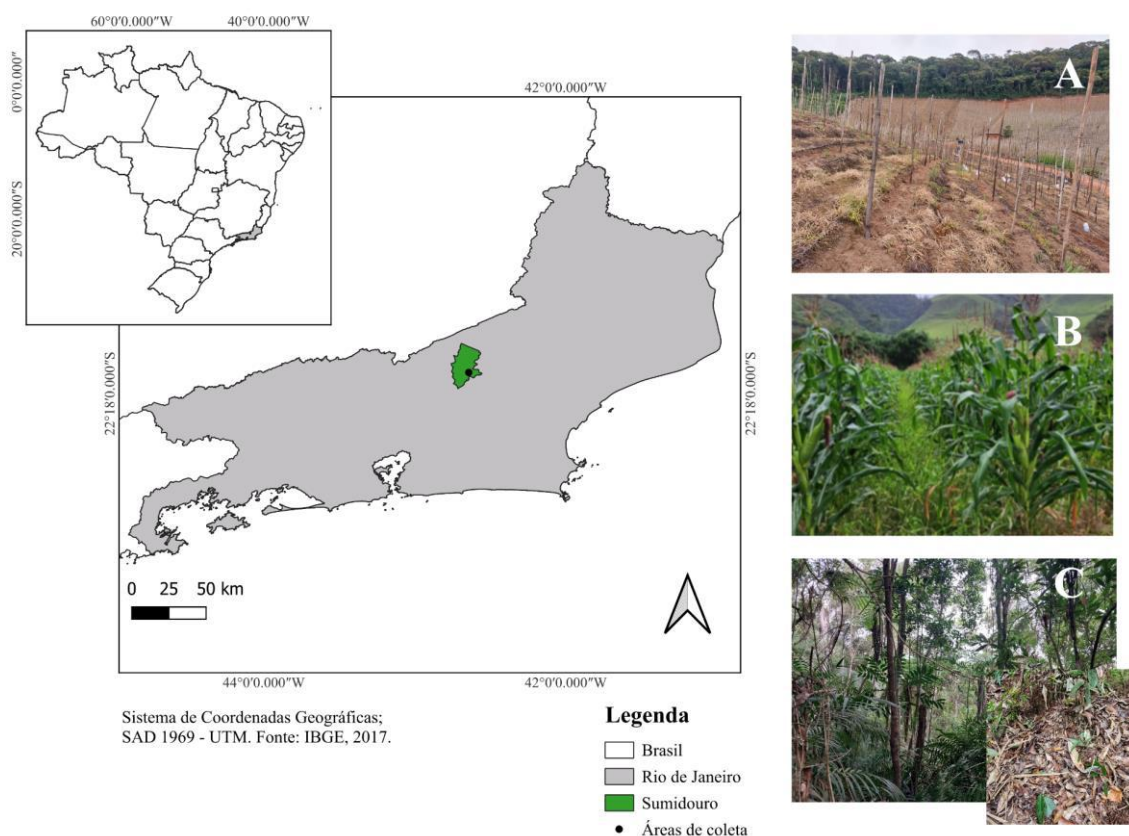 60°0'0.000"W 40°0'0.000"W
0°0'0.000"
20°0'0.000"S
42°0'0.000"W
22°18'0.000"S
22°18'0.000"S
0 25 50 km
44°0'0.000"W 42°0'0.000"W
Sistema de Coordenadas Geográficas;
SAD 1969 - UTM. Fonte: IBGE, 2017.
Legenda
Brasil
Rio de Janeiro
Sumidouro
Áreas de coleta
A
B
C